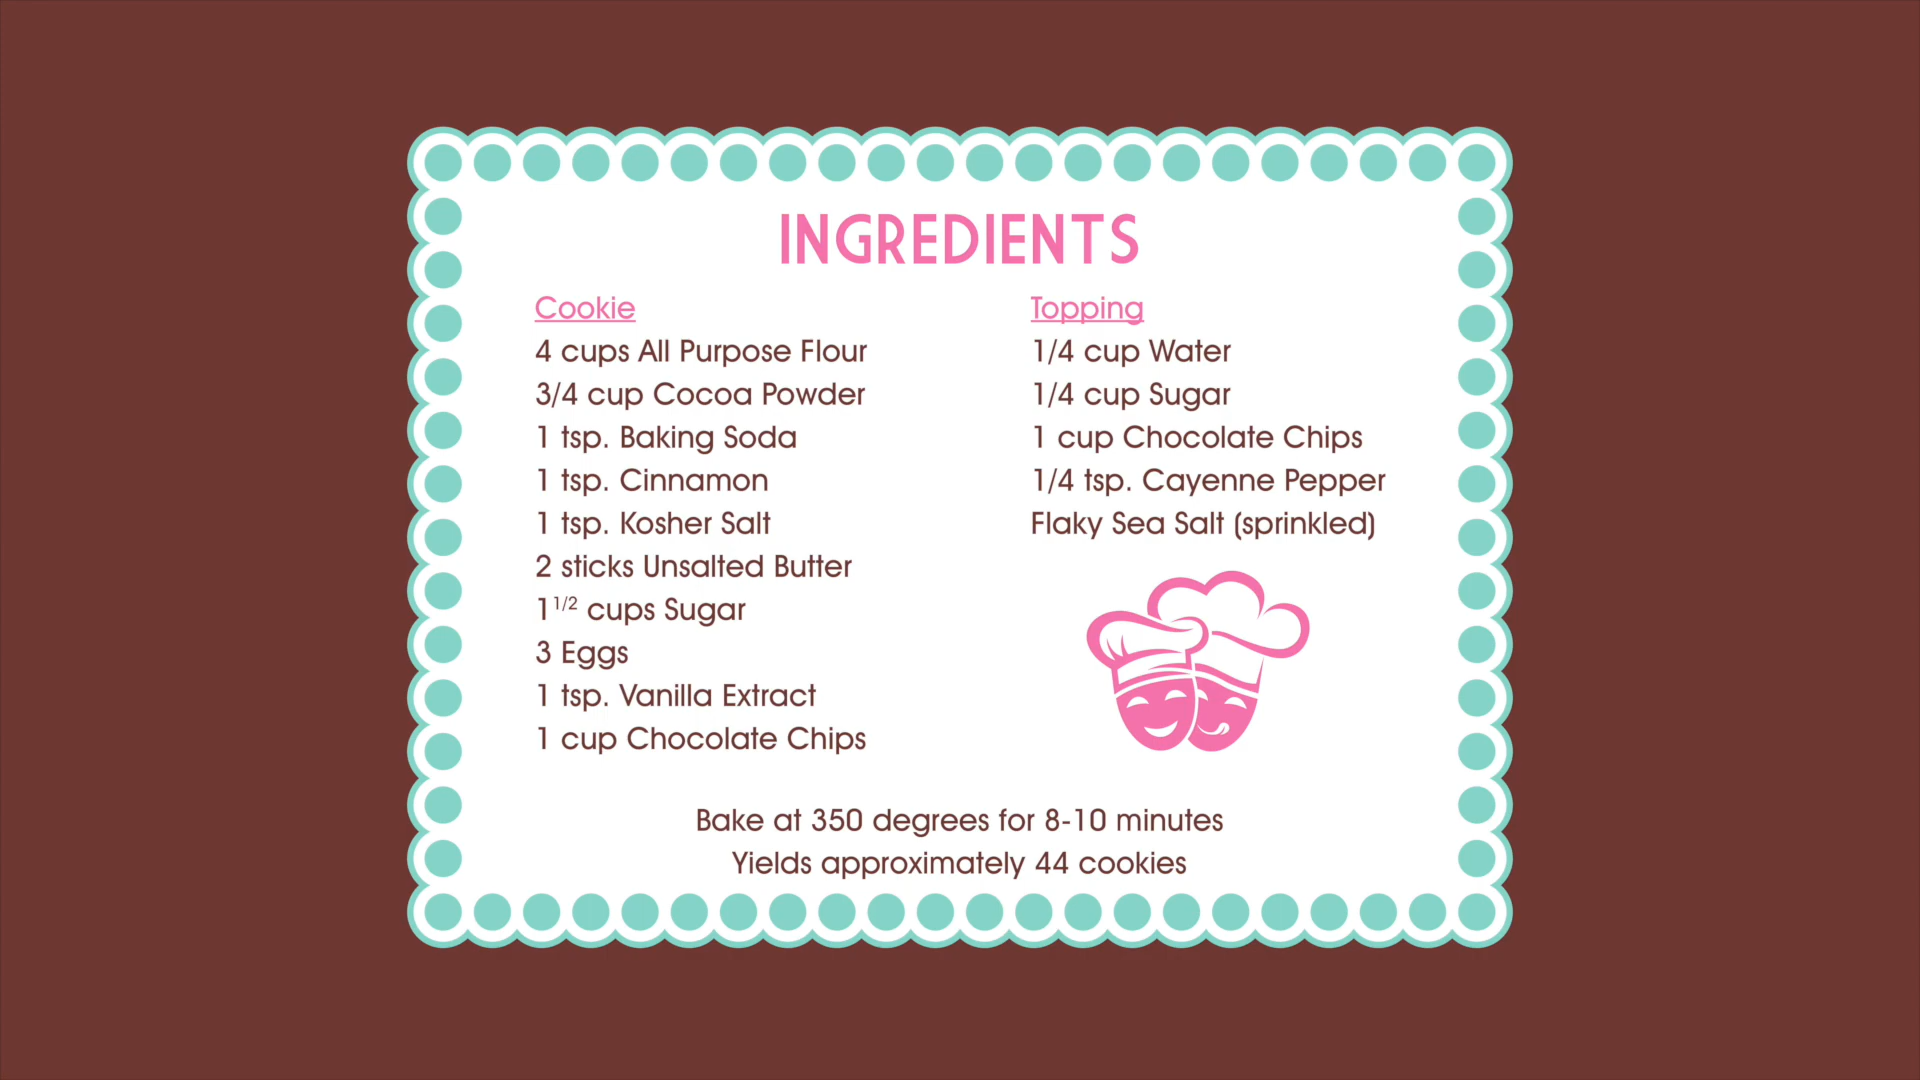 INGREDIENTS
Cookie
4 cups All Purpose Flour
3/4 cup Cocoa Powder
1 tsp. Baking Soda
1 tsp. Cinnamon
1 tsp. Kosher Salt
2 sticks Unsalted Butter
1 1/2 cups Sugar
3 Eggs
1 tsp. Vanilla Extract
1 cup Chocolate Chips
Topping
1/4 cup Water
1/4 cup Sugar
1 cup Chocolate Chips
1/4 tsp. Cayenne Pepper
Flaky Sea Salt (sprinkled)
Bake at 350 degrees for 8-10 minutes
Yields approximately 44 cookies